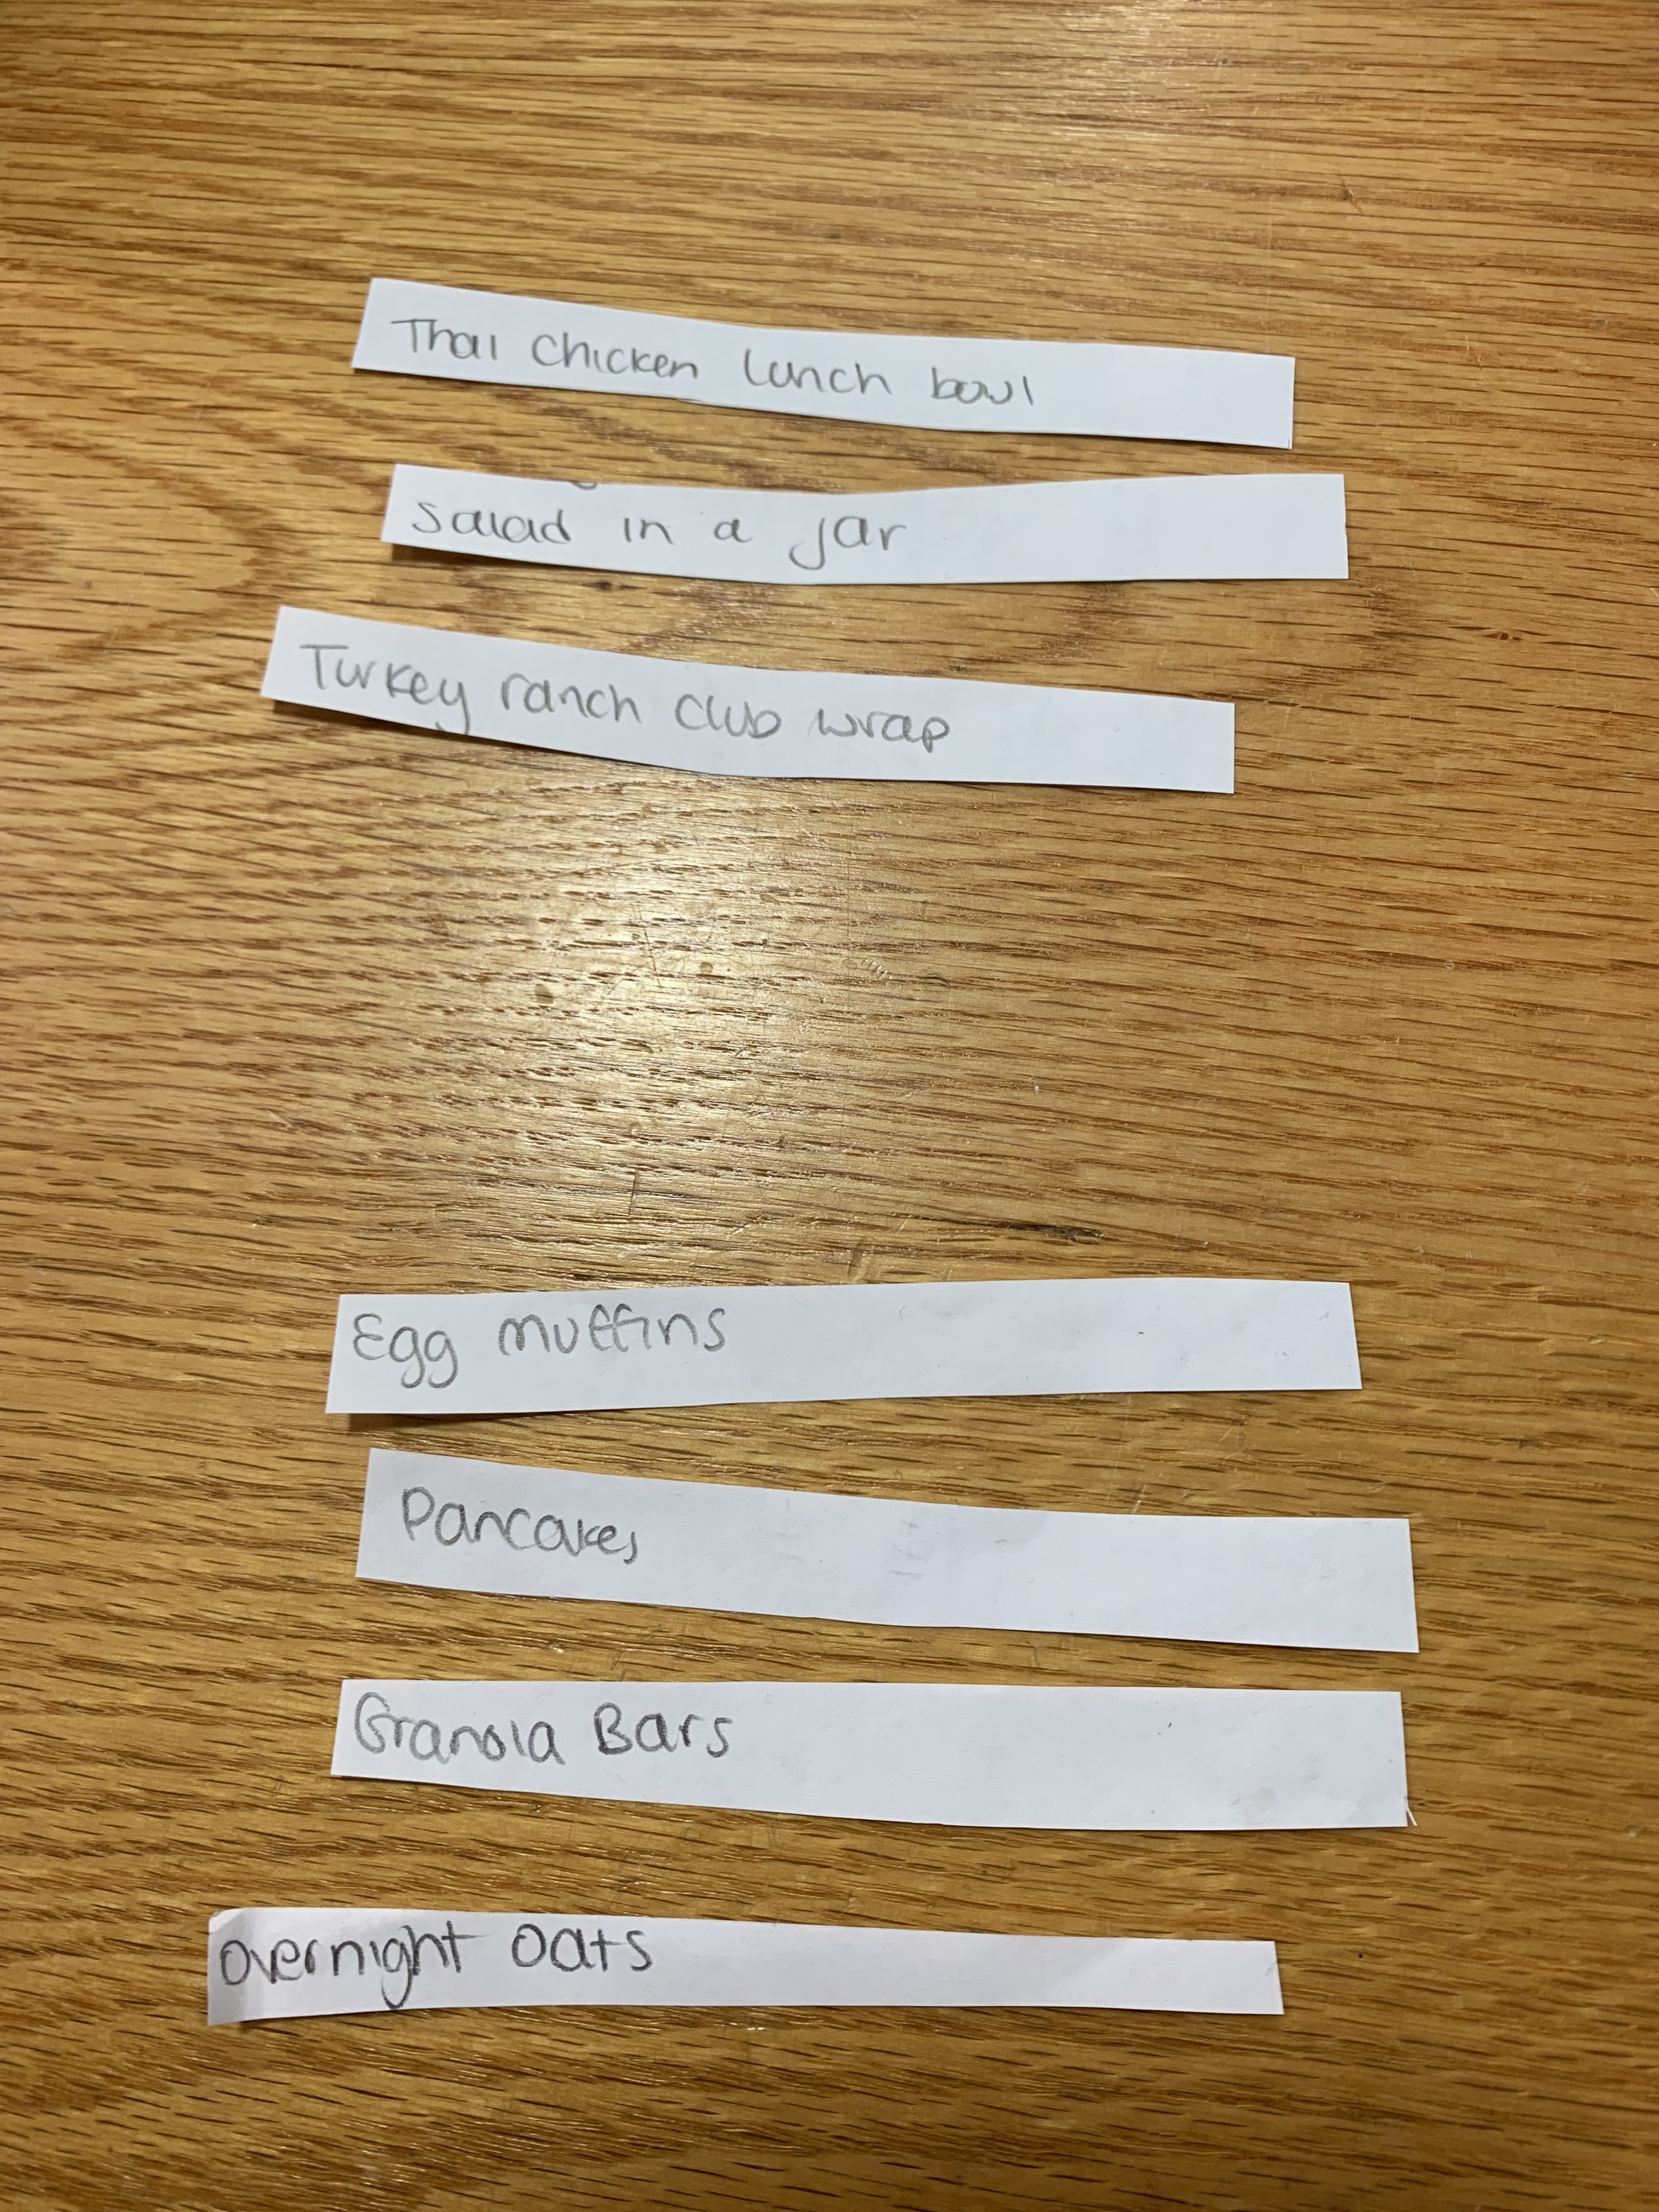 Thai chicken lunch bowl
salad in a jar
Turkey ranch club wrap
Egg muffins
Pancakes
Granola Bars
overnight oats